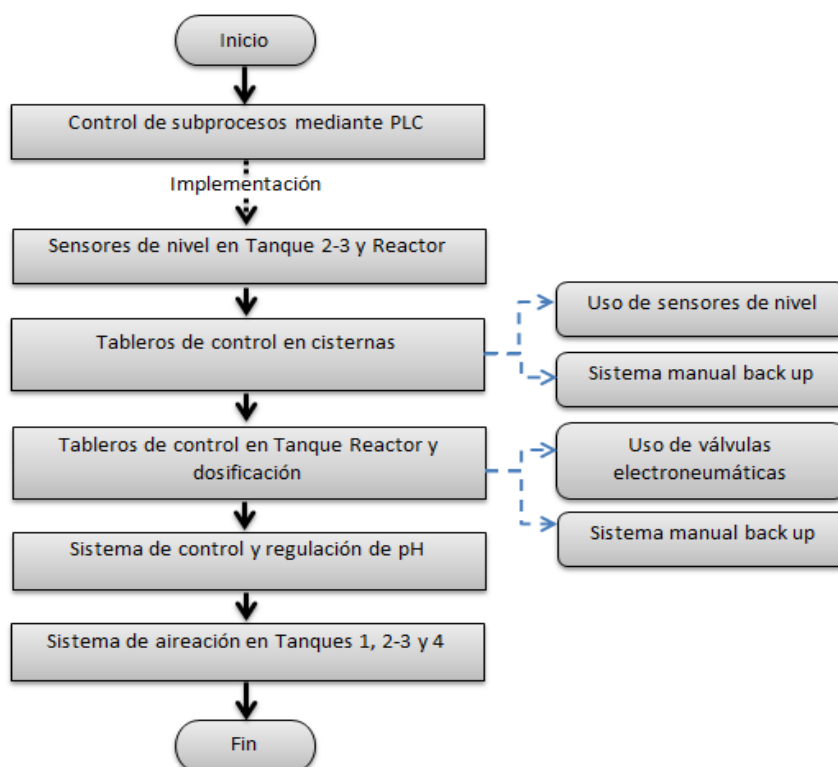 Inicio
Control de subprocesos mediante PLC
Implementación
Sensores de nivel en Tanque 2-3 y Reactor
Tableros de control en cisternas
Uso de sensores de nivel
Sistema manual back up
Tableros de control en Tanque Reactor y
dosificación
Uso de válvulas
electroneumáticas
Sistema manual back up
Sistema de control y regulación de pH
Sistema de aireación en Tanques 1, 2-3 y 4
Fin